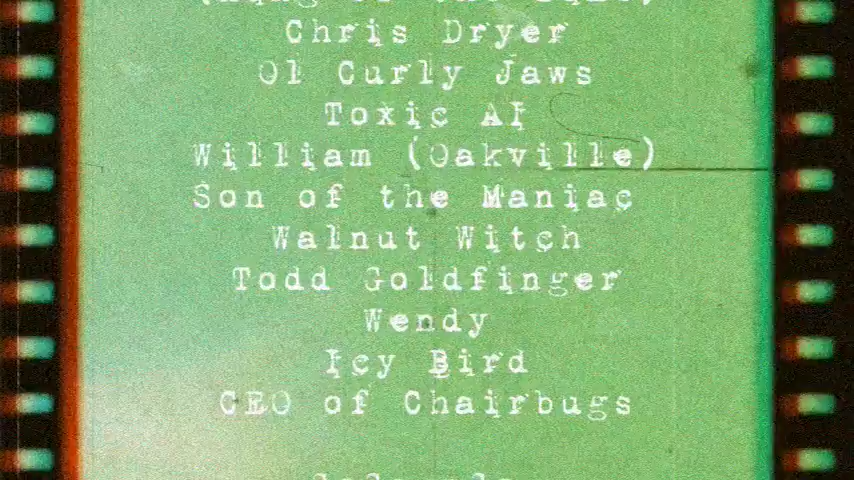 Chris Dryer
Ol Curly Jaws
Toxic AI
William (Oakville)
Son of the Maniac
Walnut Witch
Todd Goldfinger
Wendy
Icy Bird
CEO of Chairbugs